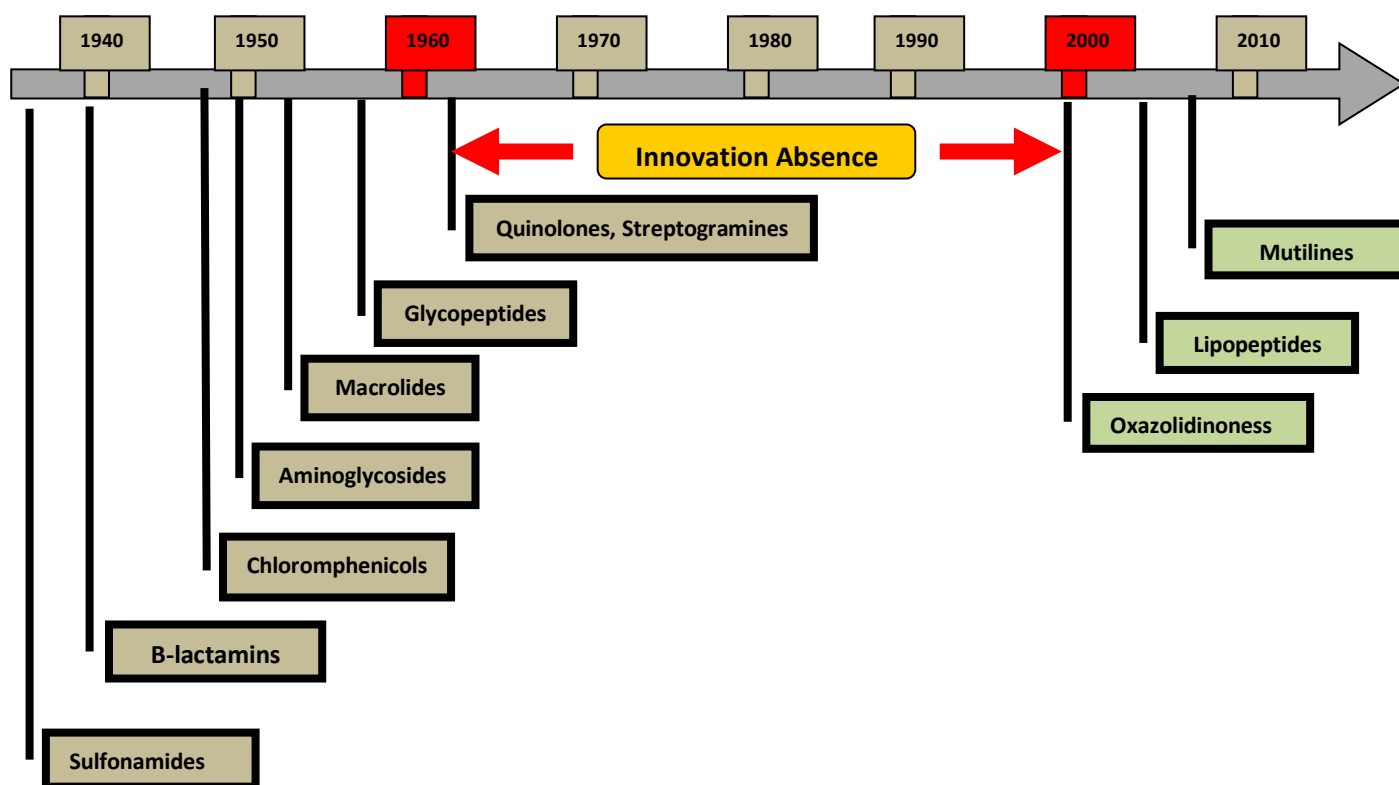 1940
1950
1960
1970
1980
1990
2000
2010
Innovation Absence
Quinolones, Streptogramines
Mutilines
Glycopeptides
Lipopeptides
Macrolides
Oxazolidinoness
Aminoglycosides
Chloromphenicols
B-lactamins
Sulfonamides